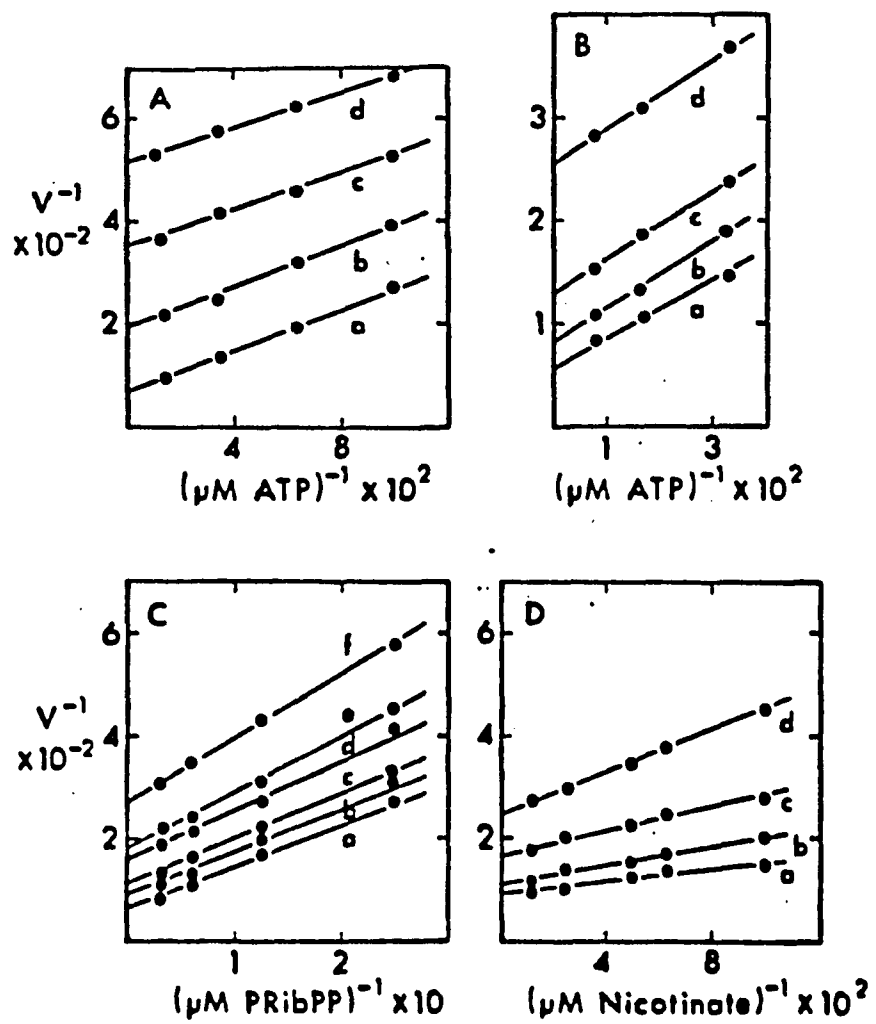 A
B
6
4
2
V⁻¹
x10⁻²
d
c
b
a
4 8
(µM ATP)⁻¹ x 10²
3
2
1
d
c
b
a
1 3
(µM ATP)⁻¹ x 10²
C
D
6
4
2
V⁻¹
x10⁻²
f
d
c
b
a
1 2
(µM PRibPP)⁻¹ x 10
6
4
2
d
c
b
a
4 8
(µM Nicotinate)⁻¹ x 10²